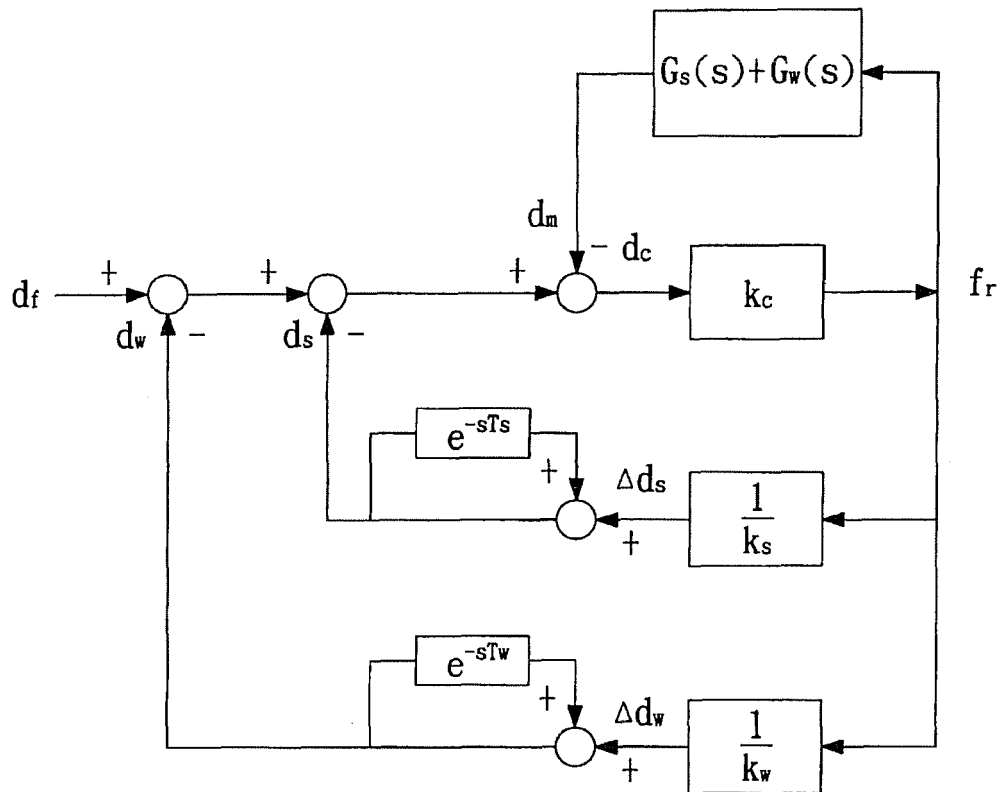 Gs(s)+Gw(s)
dm
- dc
+ + +
df kc fr
dw - ds -
e^-sTs
+ Δds 1/ks
+
e^-sTw
+ Δdw 1/kw
+